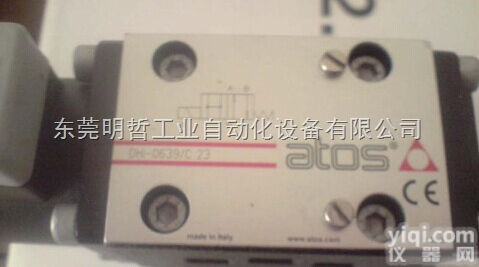 2.
A B
东莞明哲工业自动化设备有限公司
DHI-0639/C 23
atos®
CE
made in Italy
www.atos.com
yiqi.com
仪器网